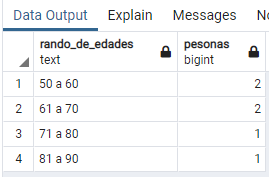 Data Output Explain Messages No
rando_de_edades pesonas
text bigint
1 50 a 60 2
2 61 a 70 2
3 71 a 80 1
4 81 a 90 1